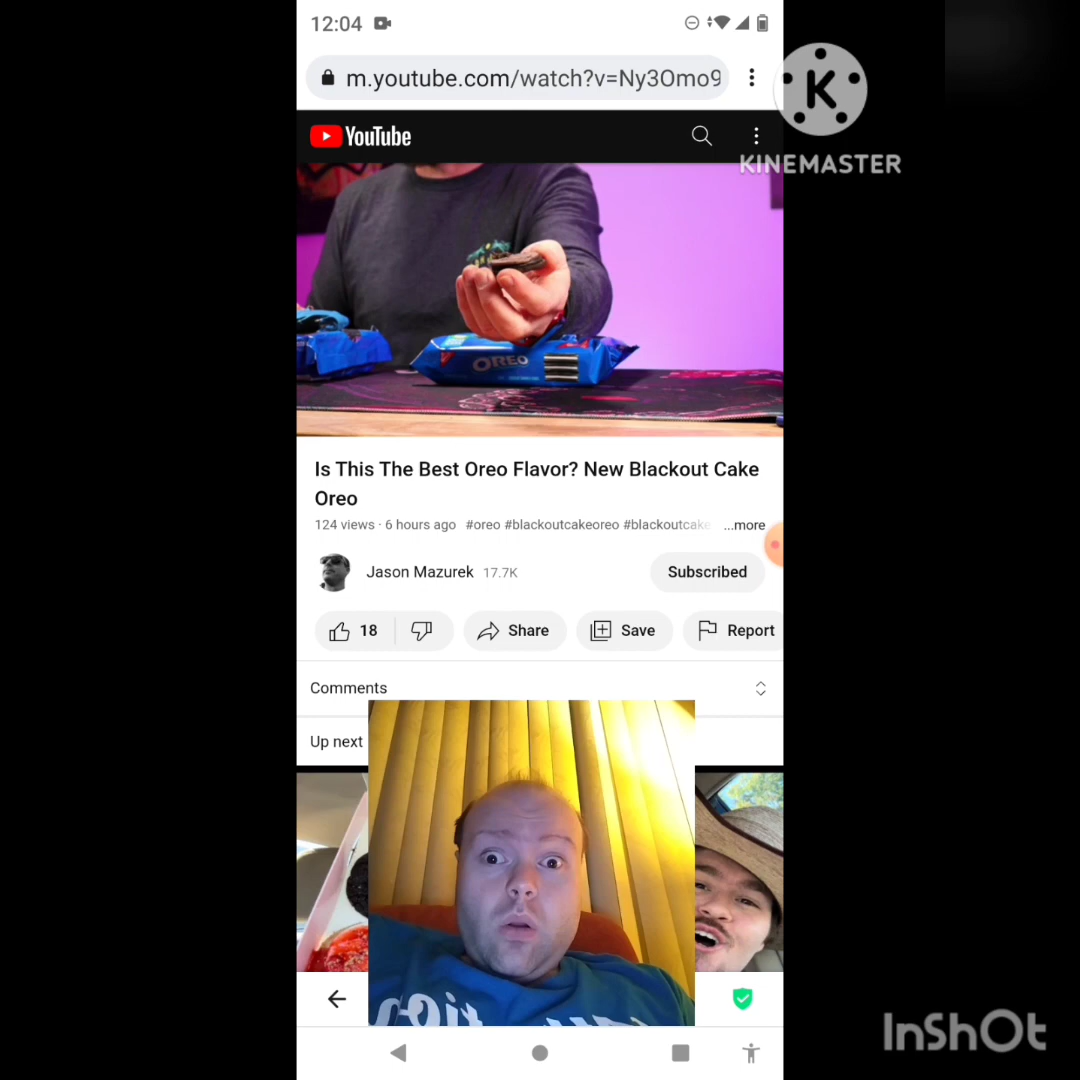 12:04
m.youtube.com/watch?v=Ny3Omo9
K
KINEMASTER
YouTube
OREO
Is This The Best Oreo Flavor? New Blackout Cake
Oreo
124 views · 6 hours ago #oreo #blackoutcakeoreo #blackoutcake ...more
Jason Mazurek 17.7K
Subscribed
18
Share
Save
Report
Comments
Up next
InShOt